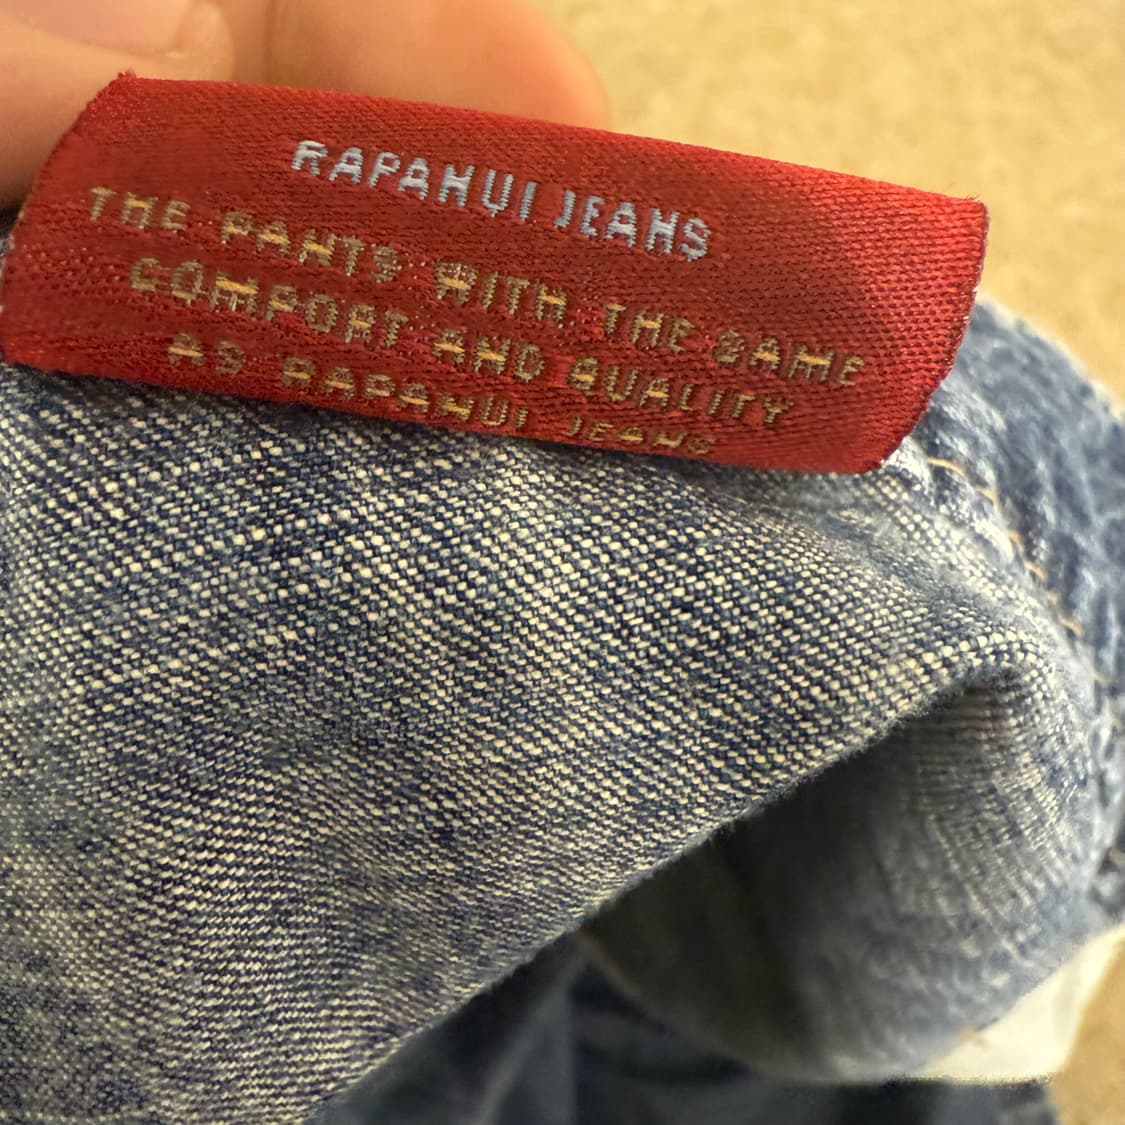 RAPAHUI JEANS
THE PANTS WITH THE SAME
COMFORT AND QUALITY
AS RAPAHUI JEANS